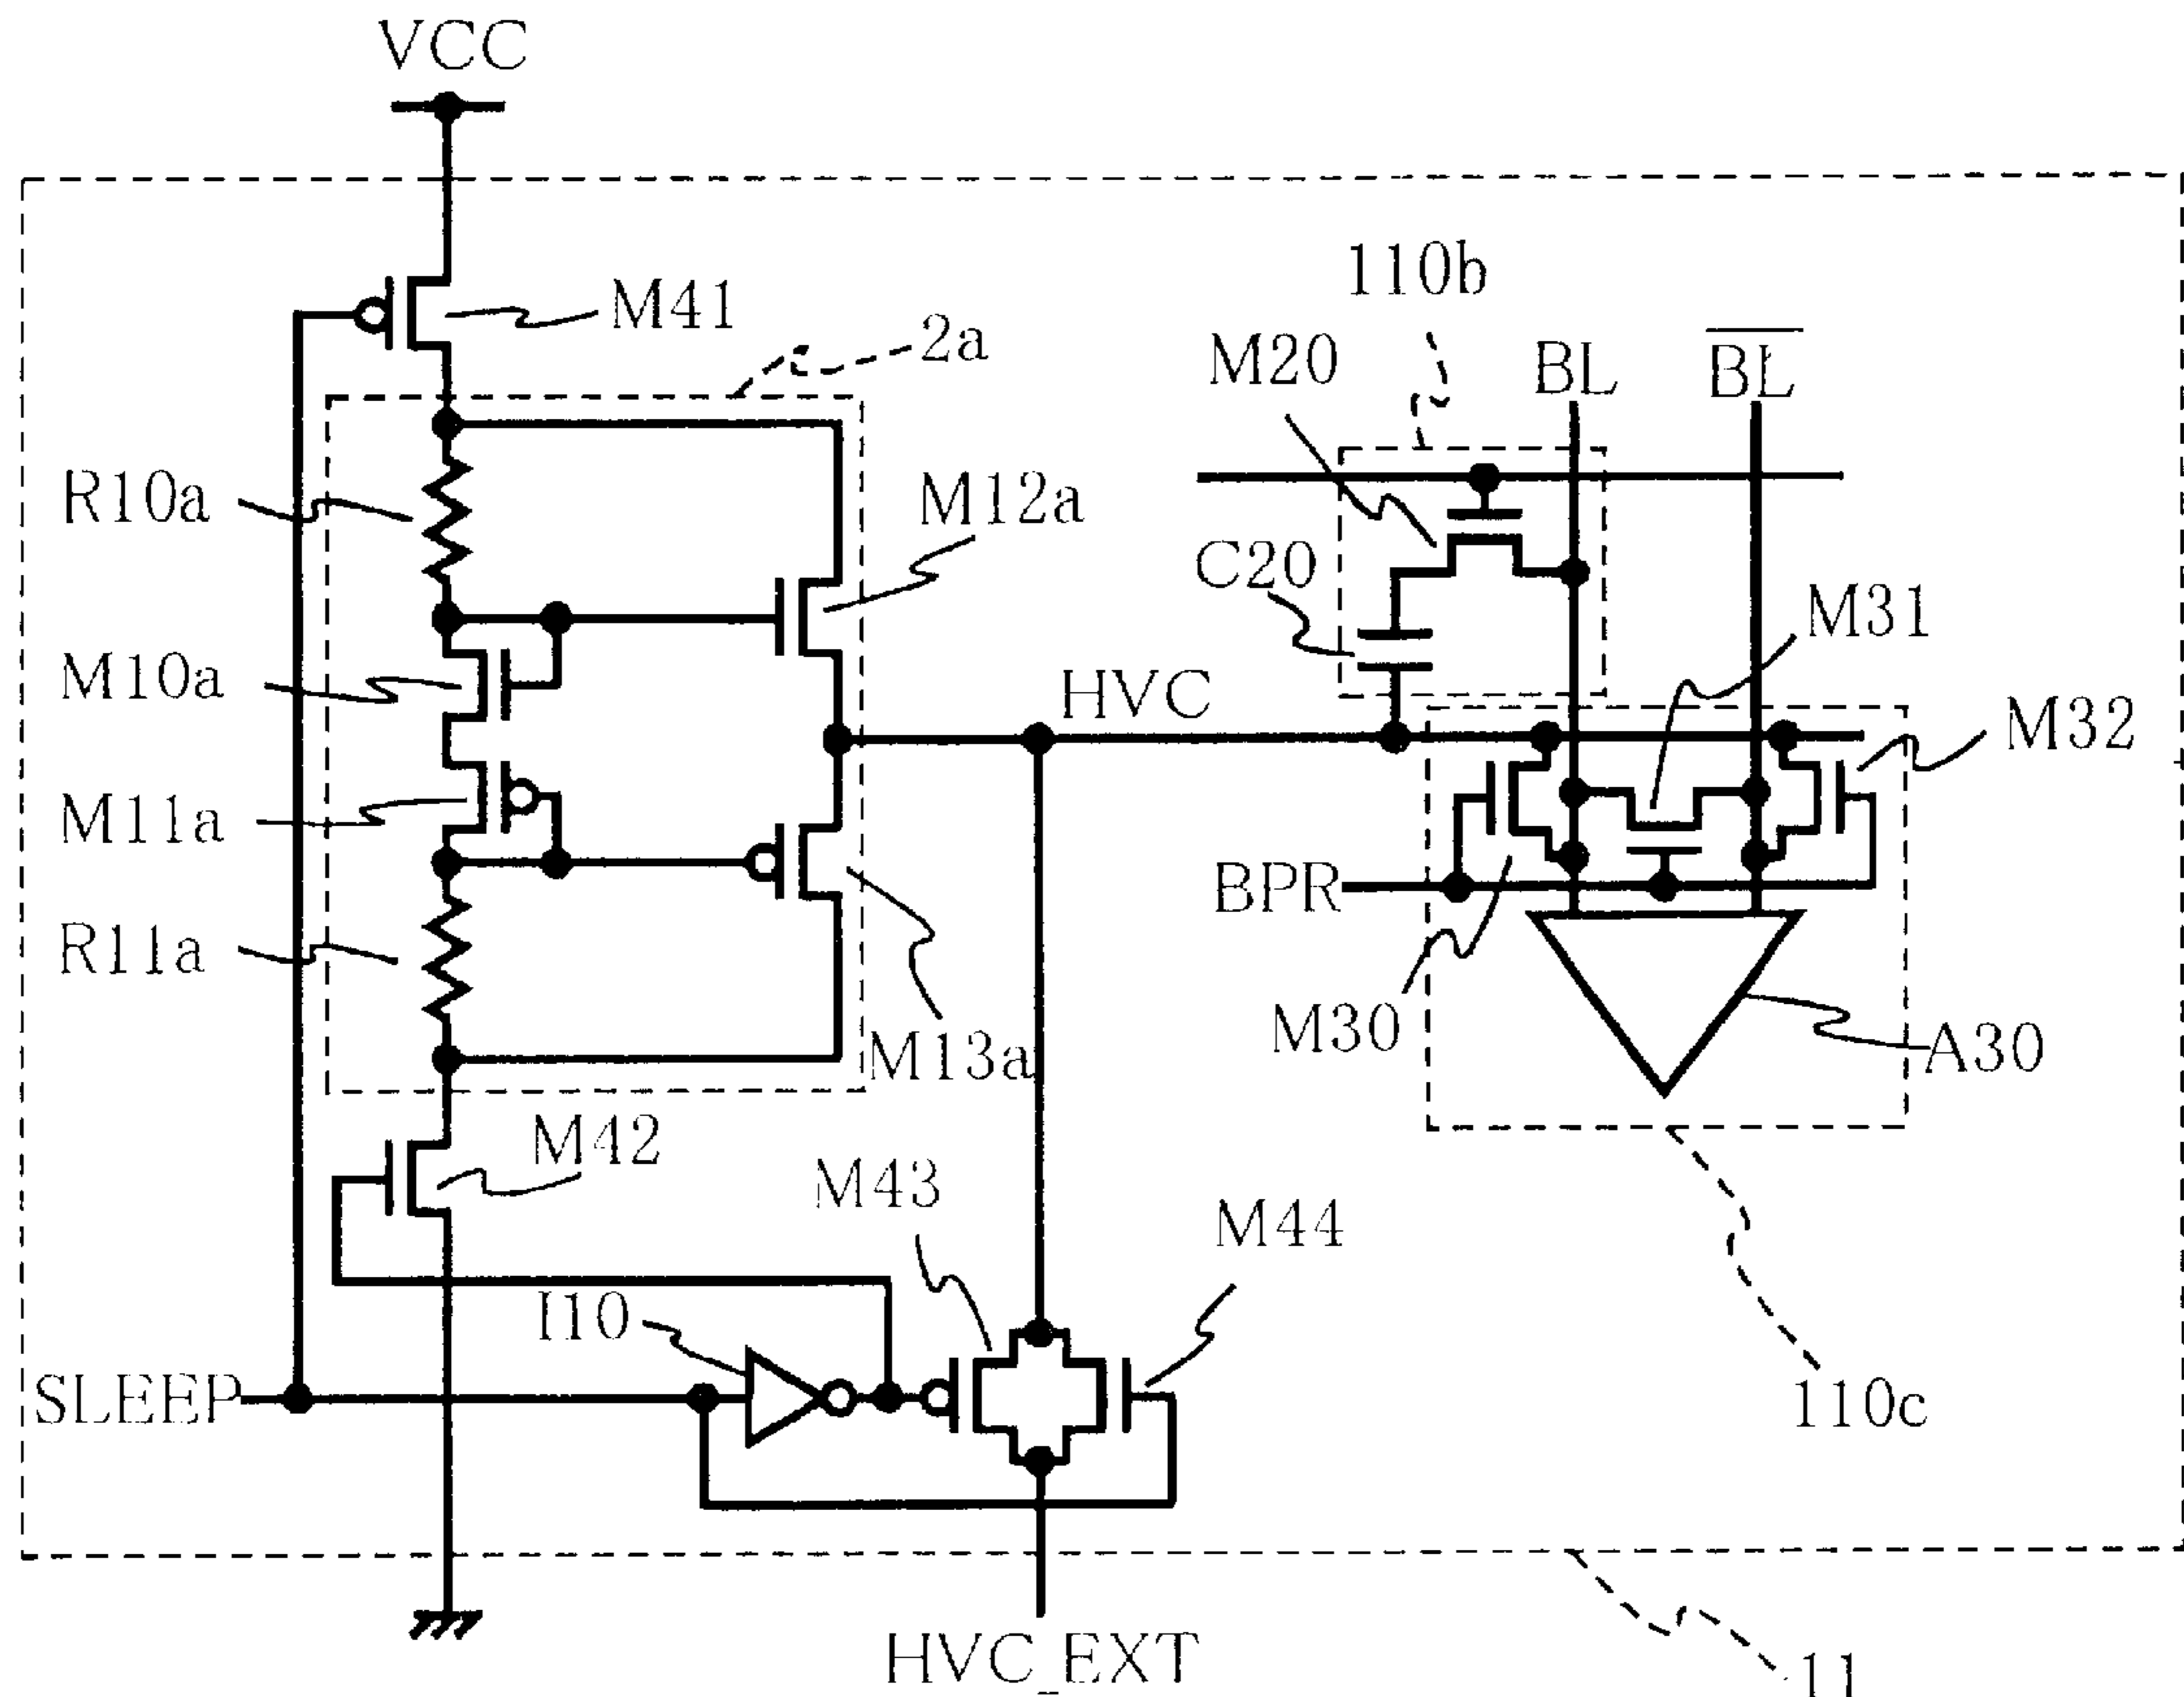 VCC
110b
M41
2a
M20
BL
B̅L̅
R10a
M12a
C20
M31
M10a
HVC
M32
M11a
BPR
R11a
M30
M13a
A30
M42
M43
M44
I10
SLEEP
110c
HVC_EXT
11